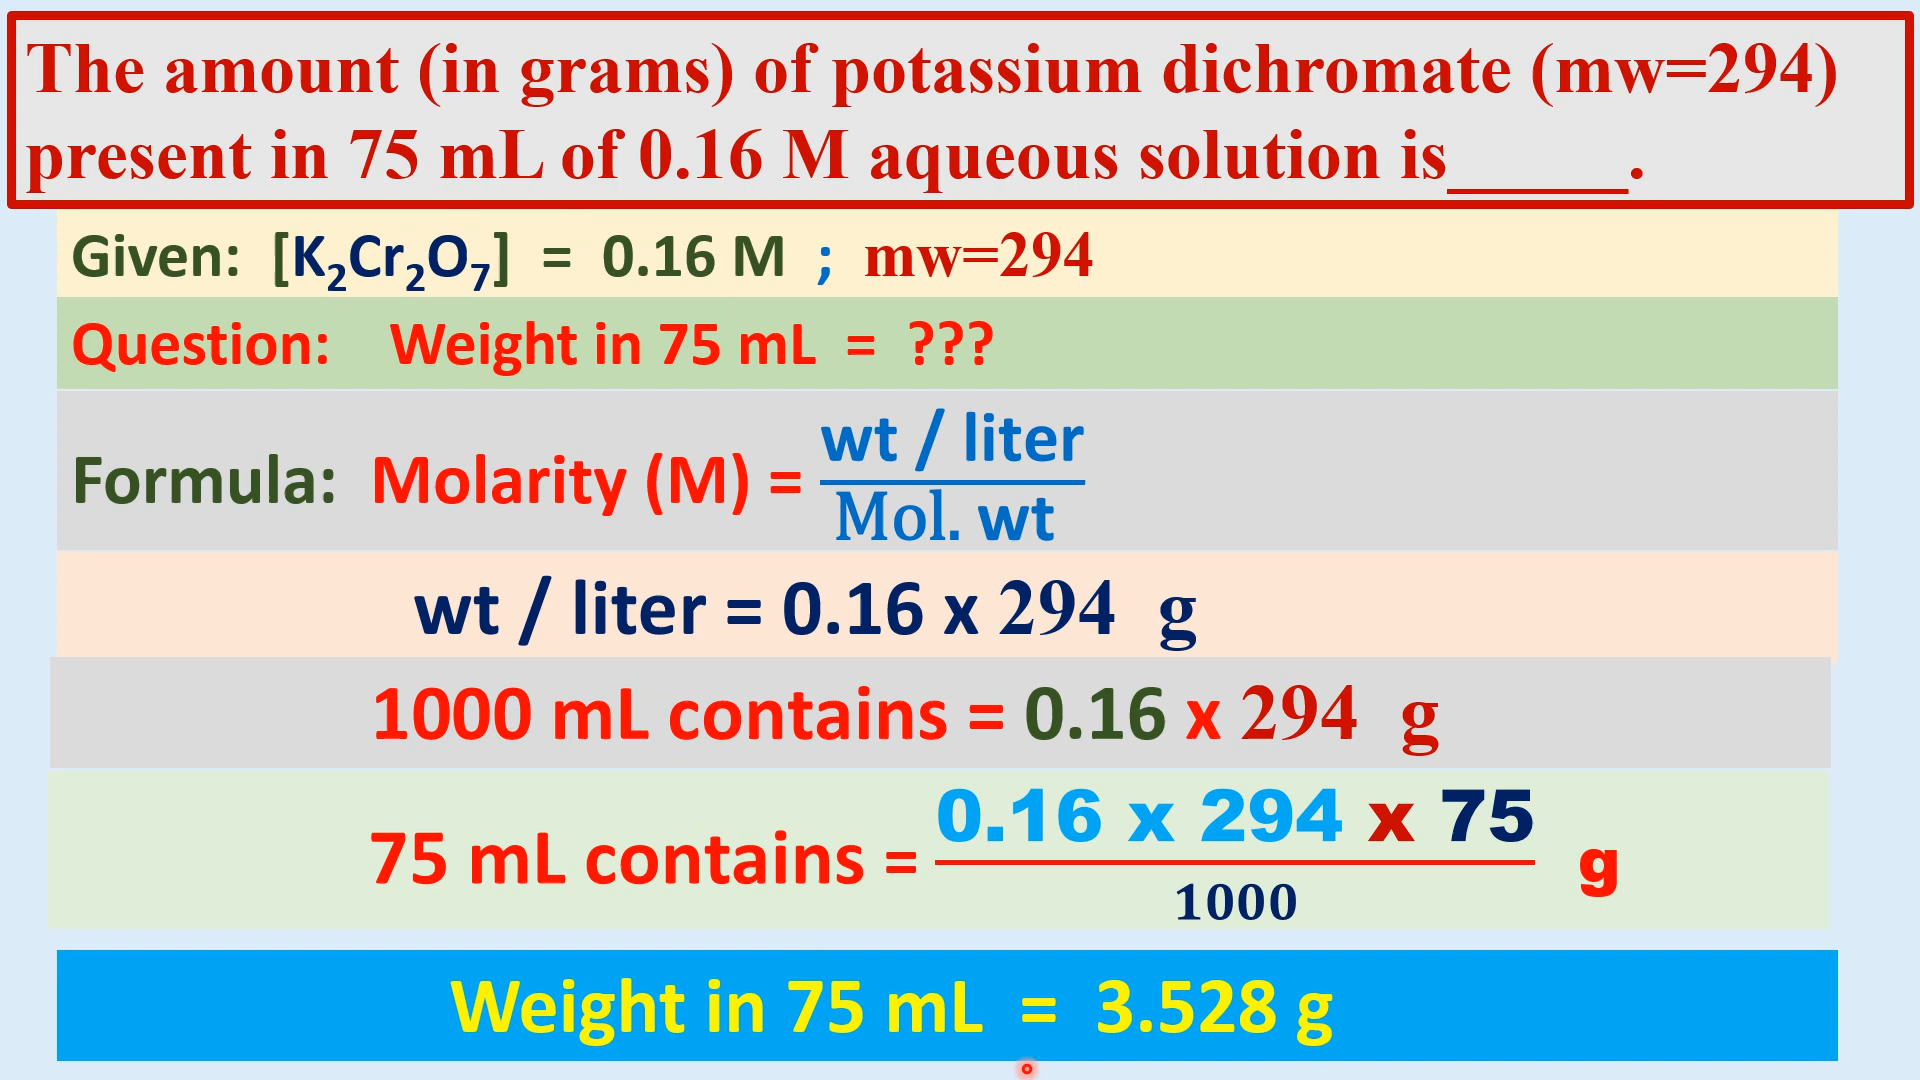 The amount (in grams) of potassium dichromate (mw=294)
present in 75 mL of 0.16 M aqueous solution is_____.
Given: [K₂Cr₂O₇] = 0.16 M ; mw=294
Question: Weight in 75 mL = ???
Formula: Molarity (M) = wt / liter
Mol. wt
wt / liter = 0.16 x 294 g
1000 mL contains = 0.16 x 294 g
75 mL contains = 0.16 x 294 x 75 g
1000
Weight in 75 mL = 3.528 g